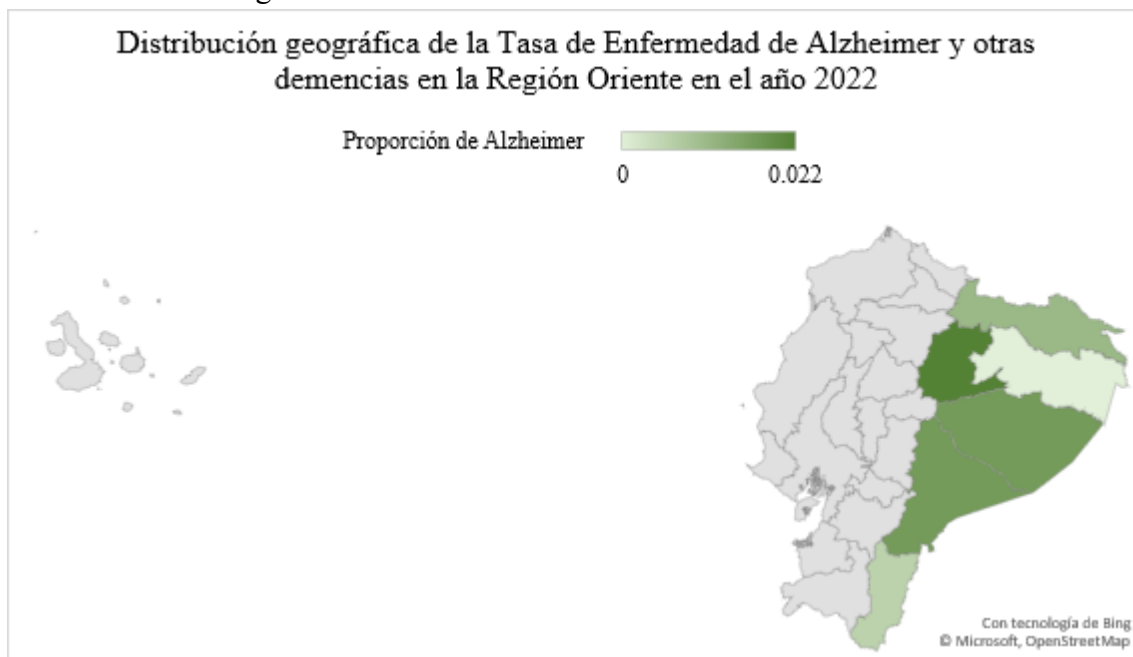 Distribución geográfica de la Tasa de Enfermedad de Alzheimer y otras
demencias en la Región Oriente en el año 2022
Proporción de Alzheimer
0 0.022
Con tecnología de Bing
© Microsoft, OpenStreetMap